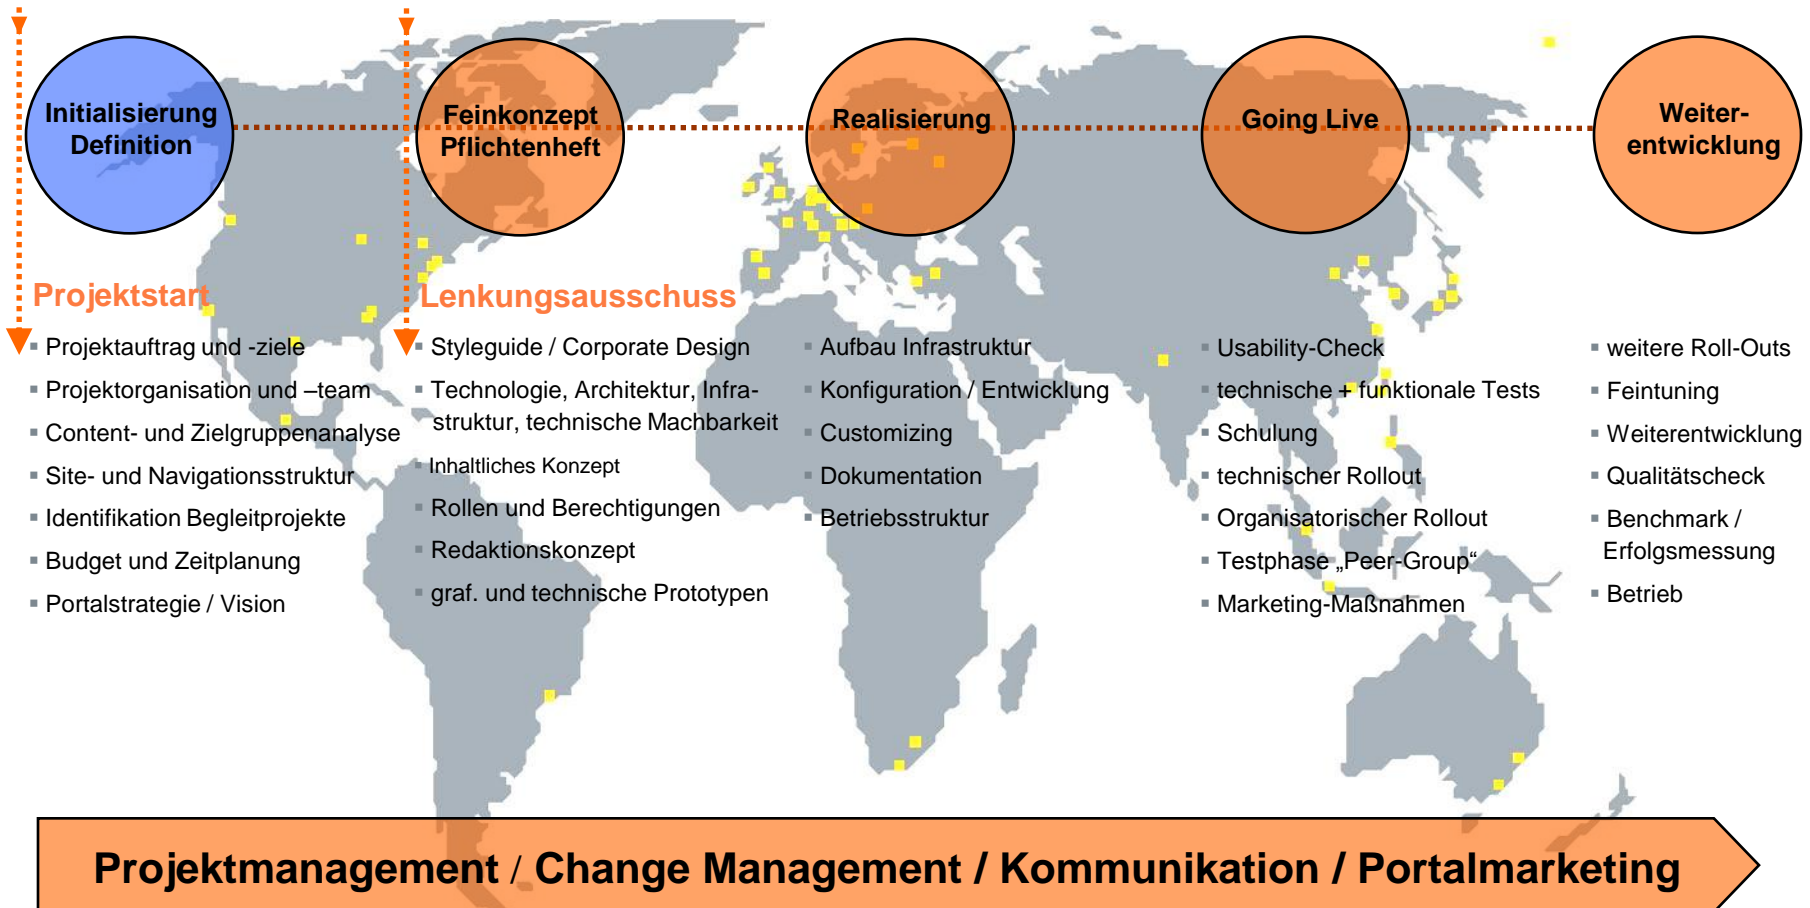 Initialisierung
Definition
Feinkonzept
Pflichtenheft
Realisierung
Going Live
Weiter-
entwicklung
Projektstart
▪ Projektauftrag und -ziele
▪ Projektorganisation und –team
▪ Content- und Zielgruppenanalyse
▪ Site- und Navigationsstruktur
▪ Identifikation Begleitprojekte
▪ Budget und Zeitplanung
▪ Portalstrategie / Vision
Lenkungsausschuss
▪ Styleguide / Corporate Design
▪ Technologie, Architektur, Infra-
struktur, technische Machbarkeit
▪ Inhaltliches Konzept
▪ Rollen und Berechtigungen
▪ Redaktionskonzept
▪ graf. und technische Prototypen
▪ Aufbau Infrastruktur
▪ Konfiguration / Entwicklung
▪ Customizing
▪ Dokumentation
▪ Betriebsstruktur
▪ Usability-Check
▪ technische + funktionale Tests
▪ Schulung
▪ technischer Rollout
▪ Organisatorischer Rollout
▪ Testphase „Peer-Group“
▪ Marketing-Maßnahmen
▪ weitere Roll-Outs
▪ Feintuning
▪ Weiterentwicklung
▪ Qualitätscheck
▪ Benchmark /
Erfolgsmessung
▪ Betrieb
Projektmanagement / Change Management / Kommunikation / Portalmarketing